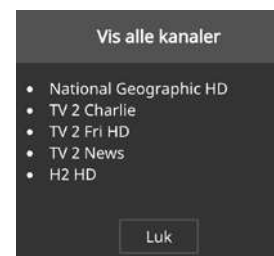 Vis alle kanaler
National Geographic HD
TV 2 Charlie
TV 2 Fri HD
TV 2 News
H2 HD
Luk